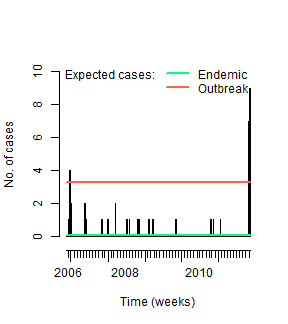 Expected cases:
Endemic
Outbreak
10
8
6
4
2
0
No. of cases
2006 2008 2010
Time (weeks)